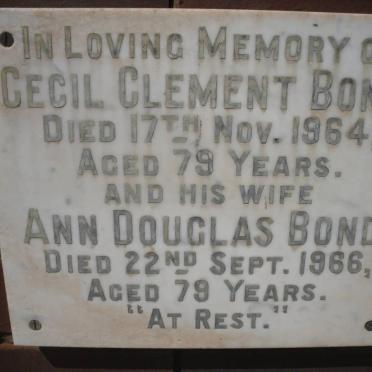 IN LOVING MEMORY O
CECIL CLEMENT BON
DIED 17TH NOV. 1964,
AGED 79 YEARS.
AND HIS WIFE
ANN DOUGLAS BOND
DIED 22ND SEPT. 1966,
AGED 79 YEARS.
"AT REST."